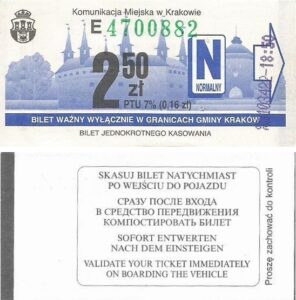 Komunikacja Miejska w Krakowie
E 4700882
2 50 zł
PTU 7% (0,16 zł)
N
NORMALNY
BILET WAŻNY WYŁĄCZNIE W GRANICACH GMINY KRAKÓW
BILET JEDNOKROTNEGO KASOWANIA
SKASUJ BILET NATYCHMIAST
PO WEJŚCIU DO POJAZDU
СРАЗУ ПОСЛЕ ВХОДА
В СРЕДСТВО ПЕРЕДВИЖЕНИЯ
КОМПОСТИРОВАТЬ БИЛЕТ
SOFORT ENTWERTEN
NACH DEM EINSTEIGEN
VALIDATE YOUR TICKET IMMEDIATELY
ON BOARDING THE VEHICLE
Proszę zachować do kontroli